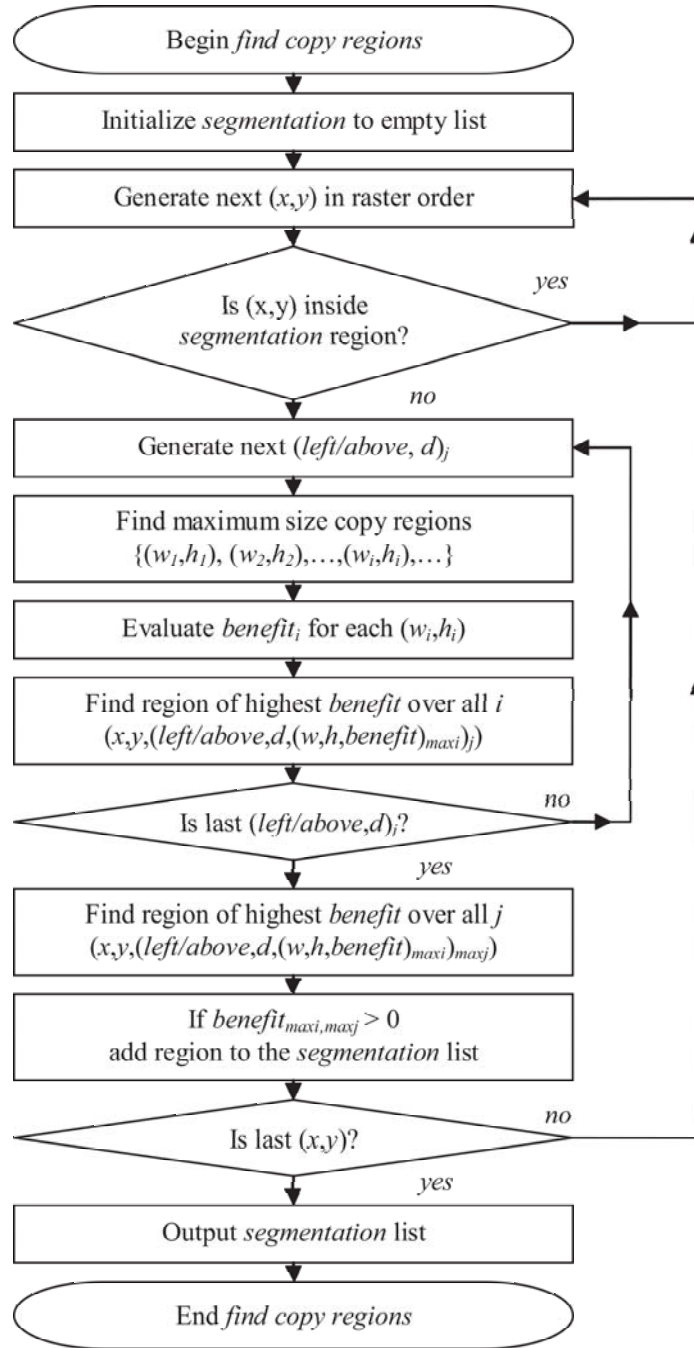 Begin find copy regions
Initialize segmentation to empty list
Generate next (x,y) in raster order
Is (x,y) inside
segmentation region?
yes
no
Generate next (left/above, d)j
Find maximum size copy regions
{(w1,h1), (w2,h2),…,(wi,hi),…}
Evaluate benefiti for each (wi,hi)
Find region of highest benefit over all i
(x,y,(left/above,d,(w,h,benefit)maxi)j)
Is last (left/above,d)j?
no
yes
Find region of highest benefit over all j
(x,y,(left/above,d,(w,h,benefit)maxi)maxj)
If benefitmaxi,maxj > 0
add region to the segmentation list
Is last (x,y)?
no
yes
Output segmentation list
End find copy regions